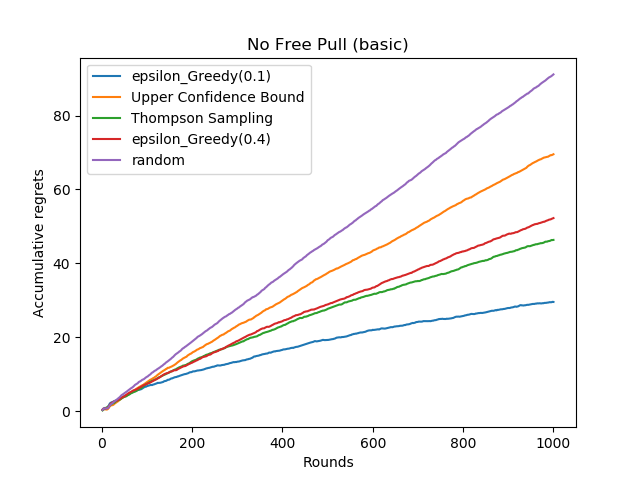 No Free Pull (basic)
epsilon_Greedy(0.1)
Upper Confidence Bound
Thompson Sampling
epsilon_Greedy(0.4)
random
Accumulative regrets
80
60
40
20
0
0 200 400 600 800 1000
Rounds